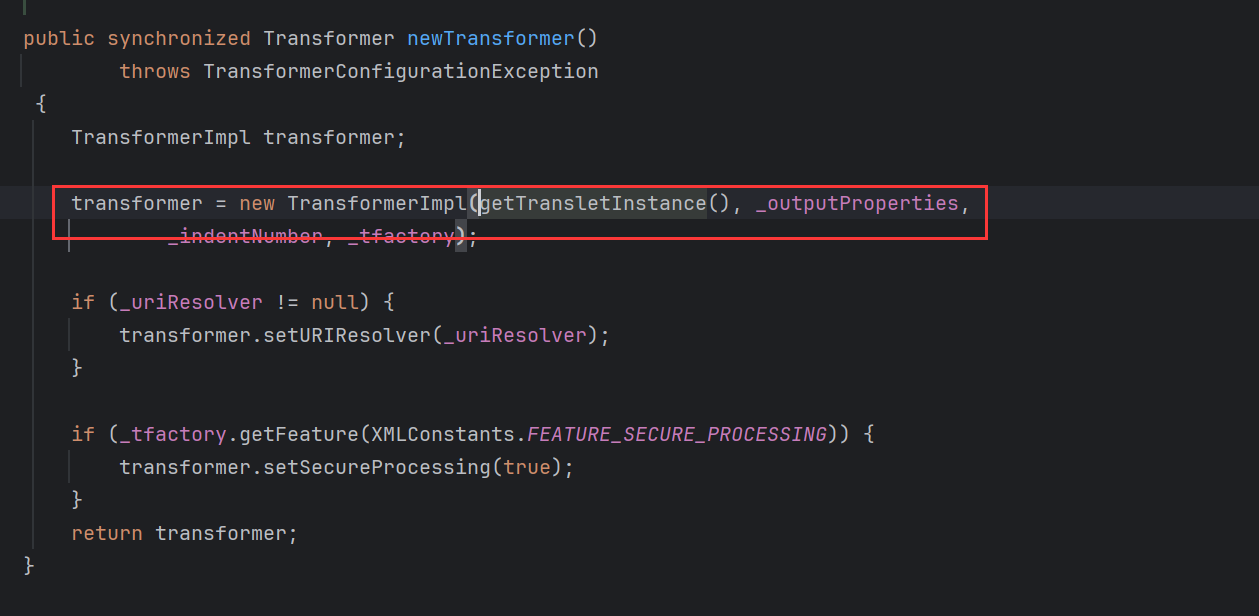 public synchronized Transformer newTransformer()
throws TransformerConfigurationException
{
TransformerImpl transformer;
transformer = new TransformerImpl(getTransletInstance(), _outputProperties,
_indentNumber, _tfactory);
if (_uriResolver != null) {
transformer.setURIResolver(_uriResolver);
}
if (_tfactory.getFeature(XMLConstants.FEATURE_SECURE_PROCESSING)) {
transformer.setSecureProcessing(true);
}
return transformer;
}